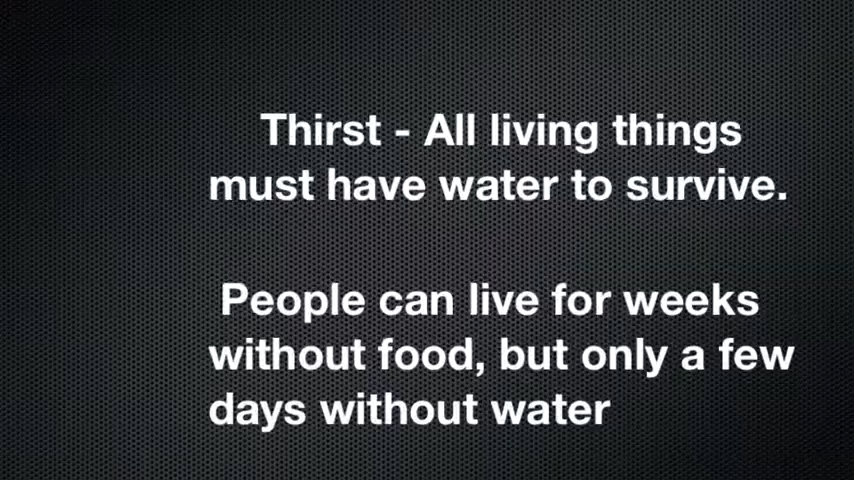 Thirst - All living things
must have water to survive.
People can live for weeks
without food, but only a few
days without water